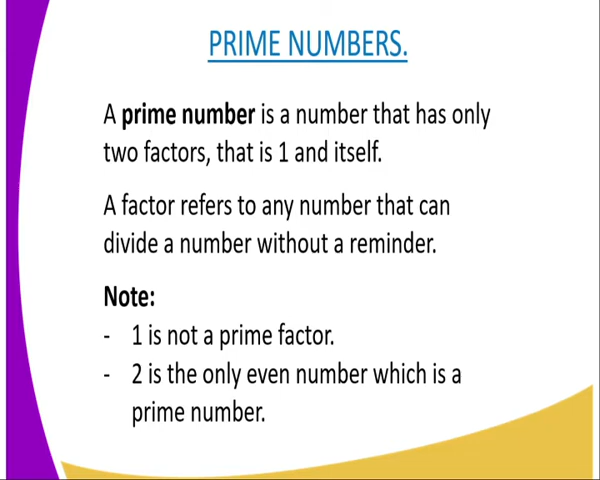 PRIME NUMBERS.
A prime number is a number that has only
two factors, that is 1 and itself.
A factor refers to any number that can
divide a number without a reminder.
Note:
- 1 is not a prime factor.
- 2 is the only even number which is a
prime number.